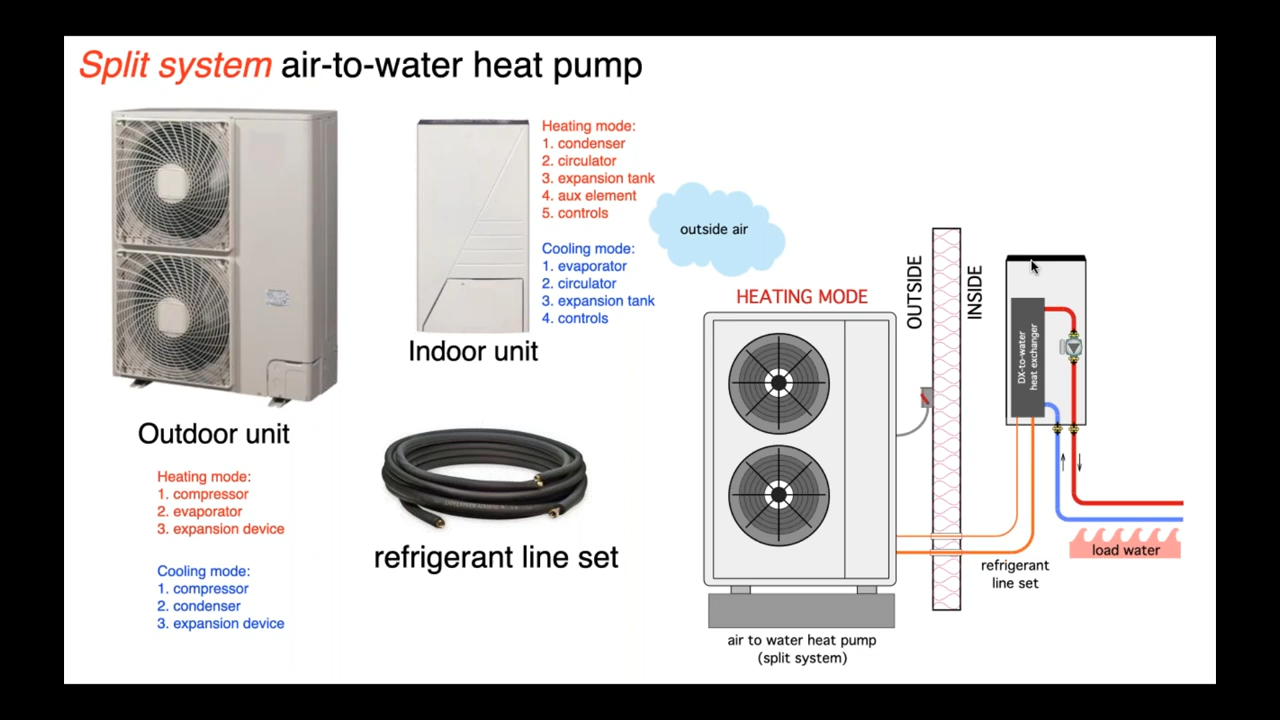 Split system air-to-water heat pump
Heating mode:
1. condenser
2. circulator
3. expansion tank
4. aux element
5. controls
Cooling mode:
1. evaporator
2. circulator
3. expansion tank
4. controls
Indoor unit
Outdoor unit
Heating mode:
1. compressor
2. evaporator
3. expansion device
Cooling mode:
1. compressor
2. condenser
3. expansion device
refrigerant line set
outside air
HEATING MODE
OUTSIDE
INSIDE
DX-to-water
heat exchanger
load water
refrigerant
line set
air to water heat pump
(split system)